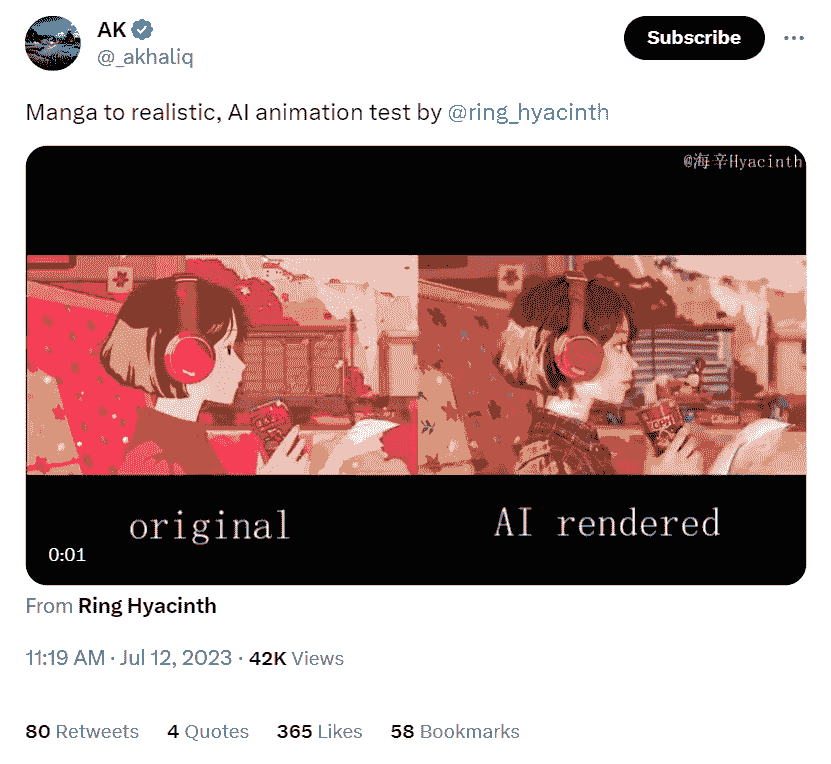 AK
@_akhaliq
Subscribe
Manga to realistic, AI animation test by @ring_hyacinth
@海辛Hyacinth
original
AI rendered
0:01
From Ring Hyacinth
11:19 AM · Jul 12, 2023 · 42K Views
80 Retweets 4 Quotes 365 Likes 58 Bookmarks